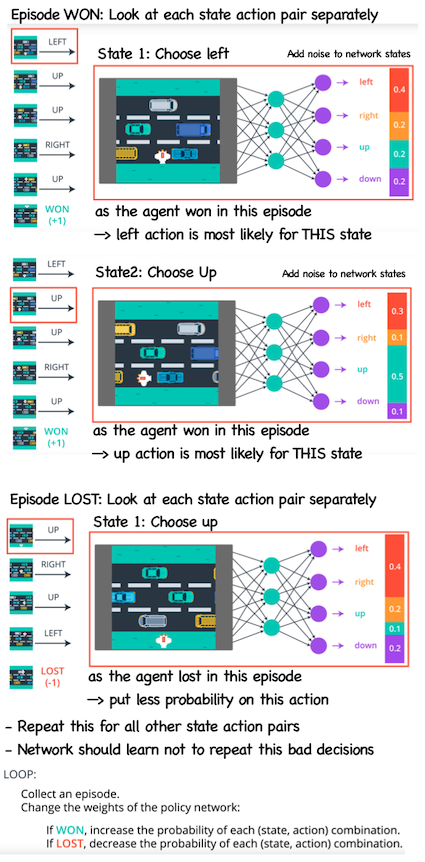 Episode WON: Look at each state action pair separately
LEFT
State 1: Choose left
Add noise to network states
UP
UP
RIGHT
UP
WON
(+1)
left
right
up
down
0.4
0.2
0.2
0.2
as the agent won in this episode
→ left action is most likely for THIS state
LEFT
State2: Choose Up
Add noise to network states
UP
UP
RIGHT
UP
WON
(+1)
left
right
up
down
0.3
0.1
0.5
0.1
as the agent won in this episode
→ up action is most likely for THIS state
Episode LOST: Look at each state action pair separately
State 1: Choose up
UP
RIGHT
UP
LEFT
LOST
(-1)
left
right
up
down
0.4
0.2
0.1
0.2
as the agent lost in this episode
→ put less probability on this action
- Repeat this for all other state action pairs
- Network should learn not to repeat this bad decisions
LOOP:
Collect an episode.
Change the weights of the policy network:
If WON, increase the probability of each (state, action) combination.
If LOST, decrease the probability of each (state, action) combination.